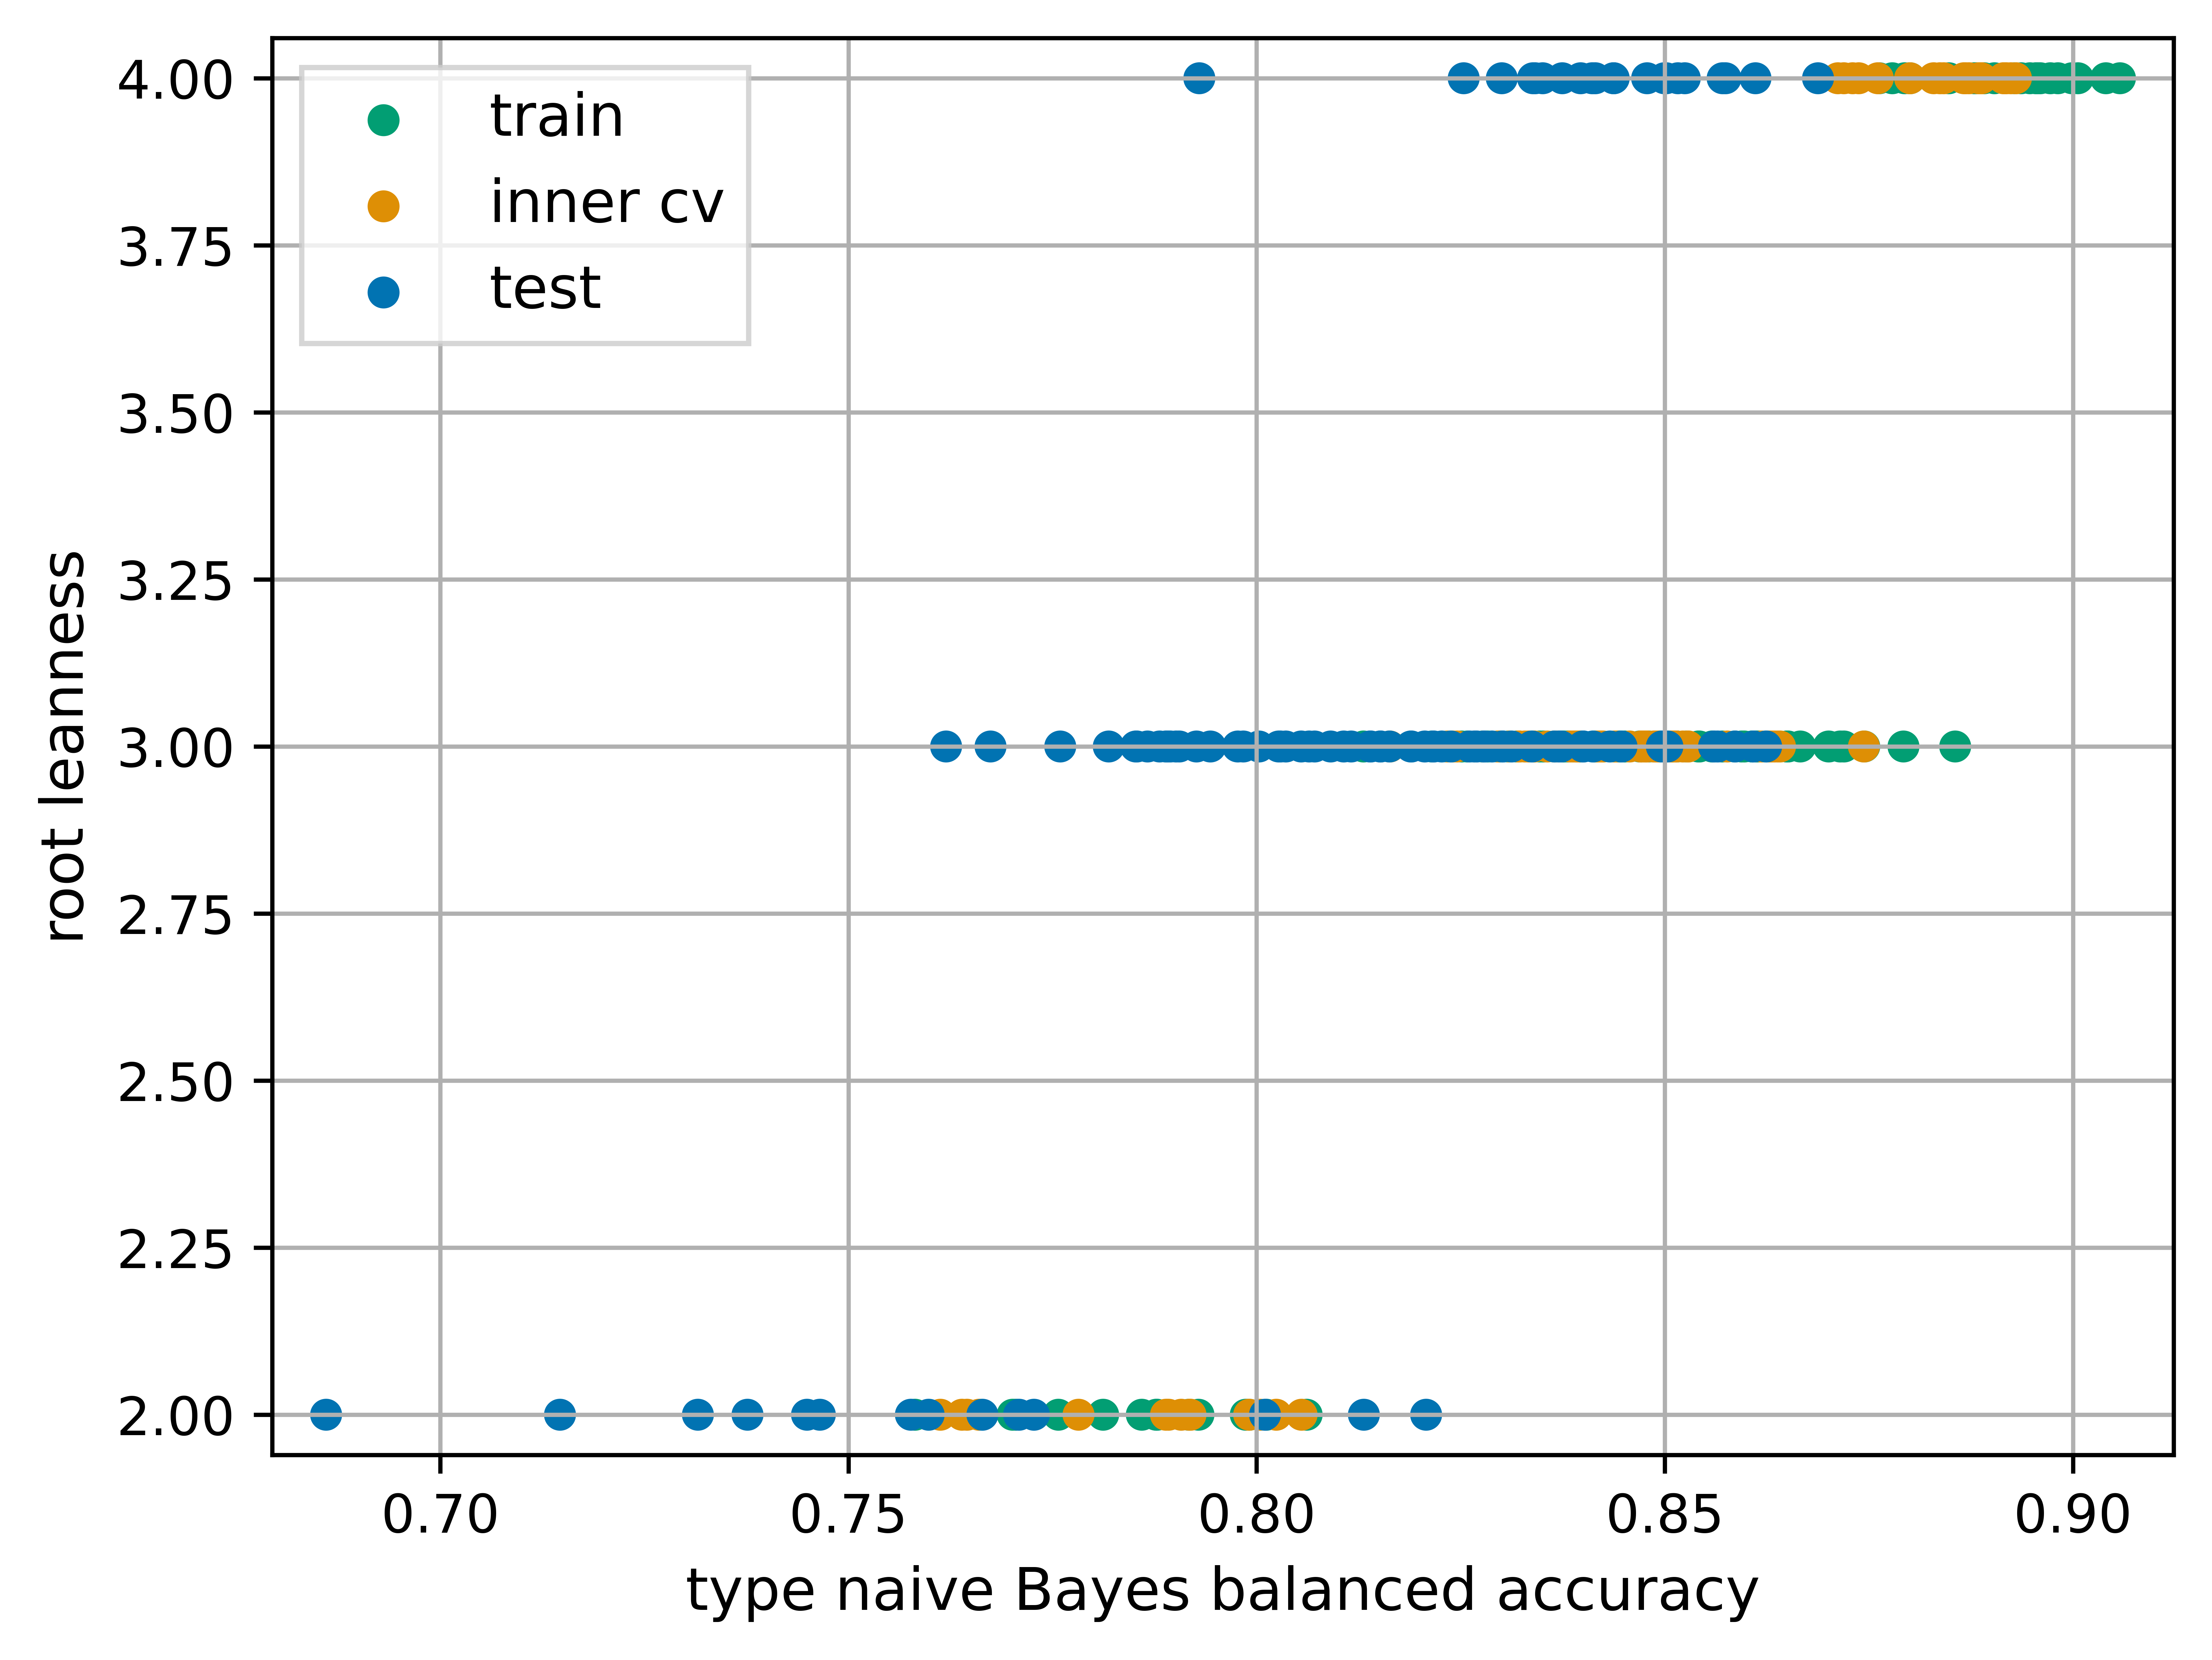 train
inner cv
test
4.00
3.75
3.50
3.25
3.00
2.75
2.50
2.25
2.00
root leanness
0.70 0.75 0.80 0.85 0.90
type naive Bayes balanced accuracy